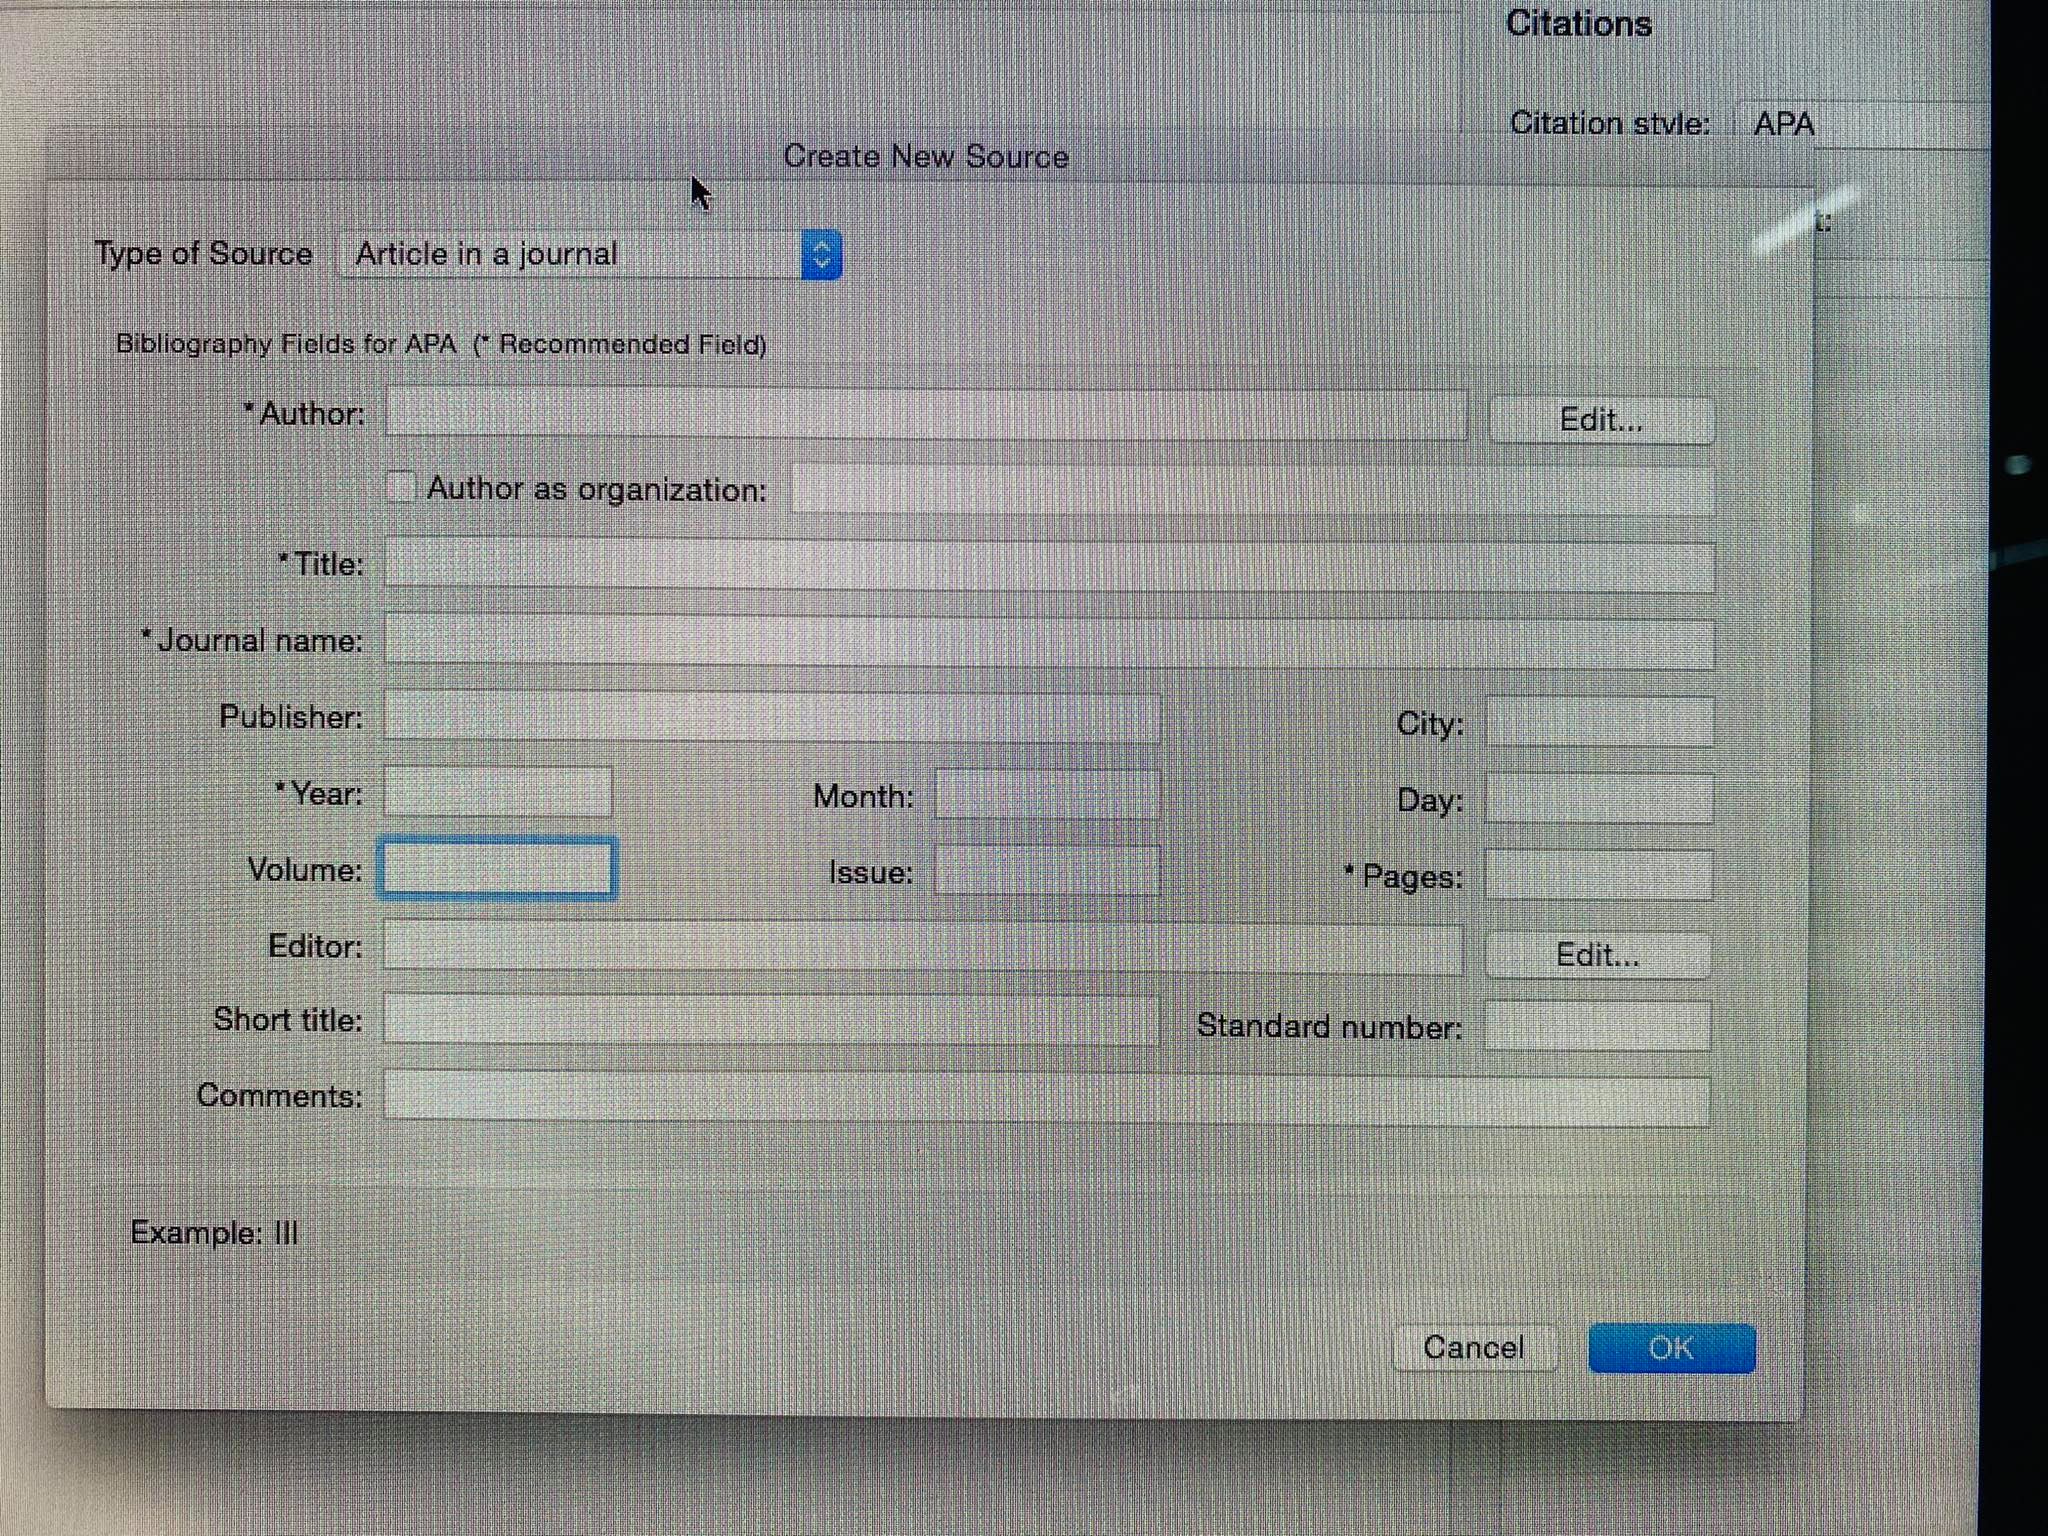 Citations
Citation style: APA
Create New Source
t:
Type of Source Article in a journal
Bibliography Fields for APA (* Recommended Field)
* Author: Edit...
Author as organization:
* Title:
* Journal name:
Publisher: City:
* Year: Month: Day:
Volume: Issue: * Pages:
Editor: Edit...
Short title: Standard number:
Comments:
Example: III
Cancel OK